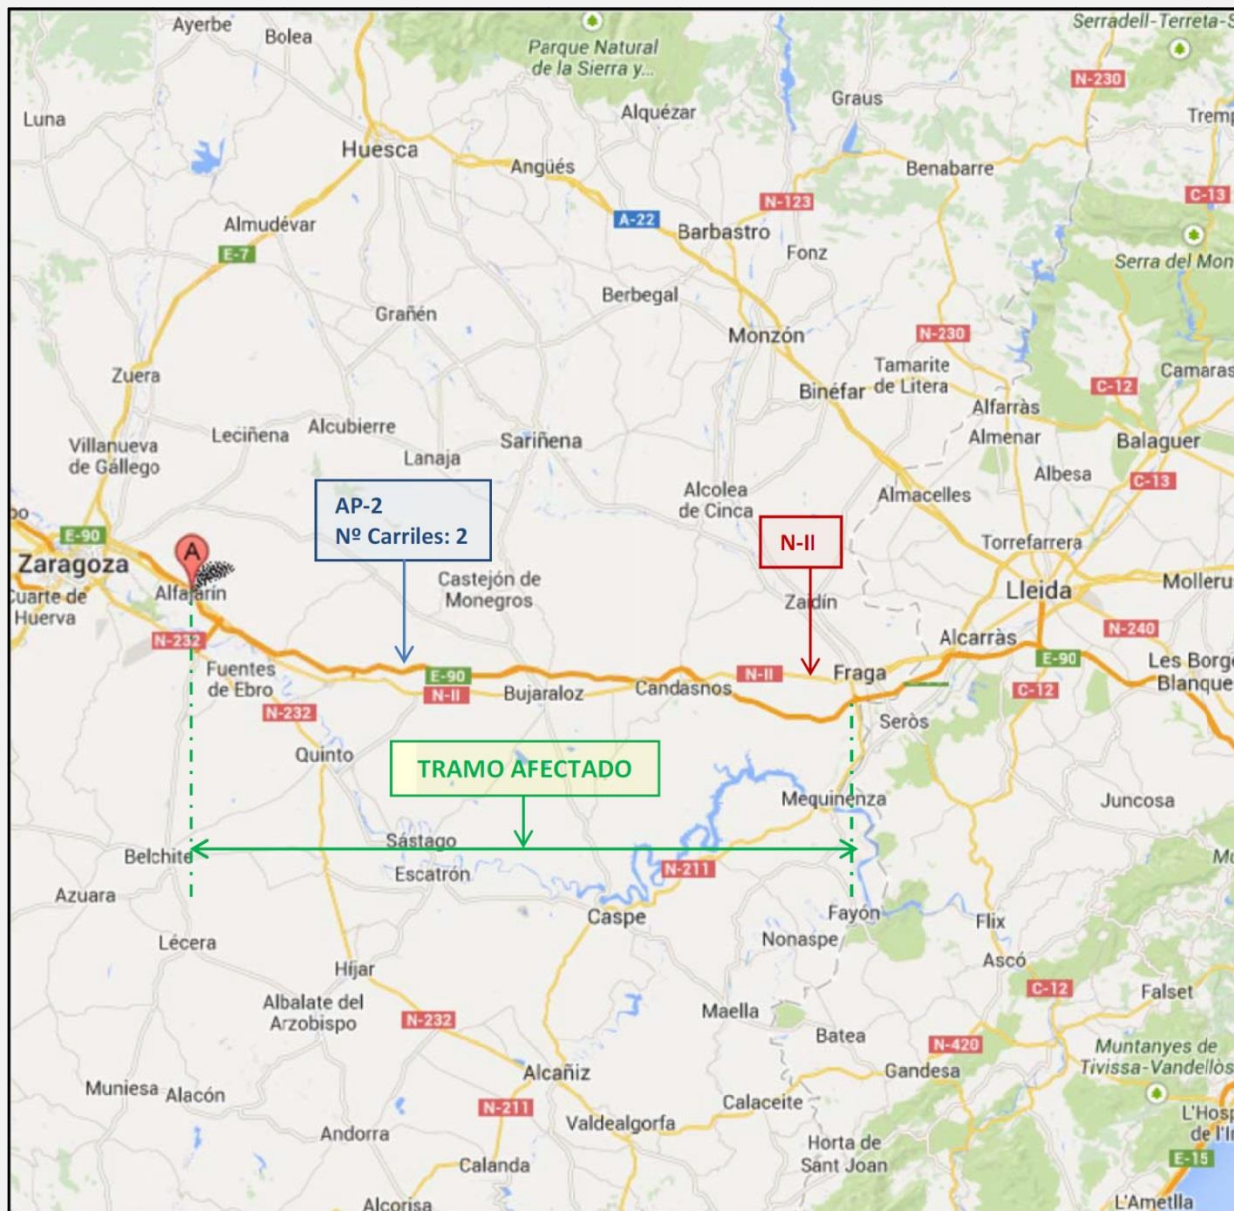 Ayerbe
Bolea
Parque Natural
de la Sierra y...
Serradell-Terreta-S
N-230
Luna
Alquézar
Graus
Tremp
Huesca
Angüés
Benabarre
N-123
C-13
A-22
Almudévar
Barbastro
E-7
Fonz
Serra del Mon
Berbegal
Grañén
Monzón
N-230
Zuera
Tamarite
de Litera
Camaras
Binéfar
C-12
Alfarràs
Leciñena
Alcubierre
Sariñena
Almenar
Balaguer
Villanueva
de Gállego
Lanaja
Albesa
C-13
Alcolea
de Cinca
Almacelles
AP-2
Nº Carriles: 2
N-II
E-90
Zaragoza
A
Torrefarrera
Castejón de
Monegros
Lleida
Molleru
Alfajarín
Cuarte de
Huerva
Zaidín
N-232
Alcarràs
N-240
E-90
Fuentes
de Ebro
E-90
N-II
N-II
Bujaraloz
Candasnos
Fraga
Les Borge
Blanque
C-12
N-232
Seròs
Quinto
TRAMO AFECTADO
Mequinenza
Juncosa
Sástago
Belchite
Escatrón
N-211
Azuara
Caspe
Fayón
Flix
Lécera
Nonaspe
Ascó
Híjar
C-12
Falset
Albalate del
Arzobispo
N-232
Maella
Batea
N-420
Muntanyes de
Tivissa-Vandellòs
Gandesa
Muniesa
Alacón
Alcañiz
N-211
Calaceite
Valdealgorfa
L'Hosp
de l'In
Andorra
Horta de
Sant Joan
Calanda
E-15
Alcorisa
L'Ametlla